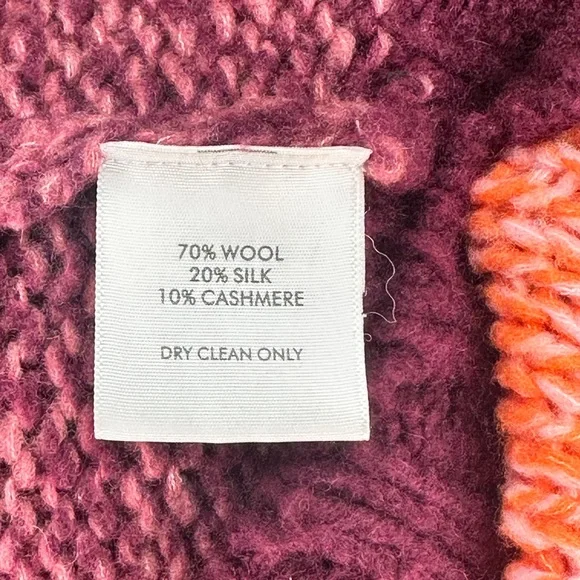 70% WOOL
20% SILK
10% CASHMERE
DRY CLEAN ONLY